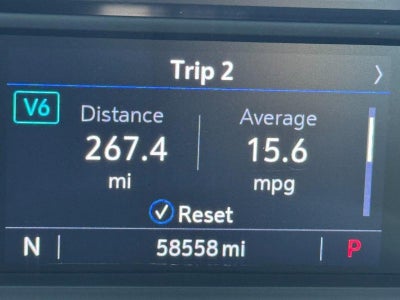 Trip 2
V6 Distance Average
267.4 15.6
mi mpg
Reset
N 58558 mi P